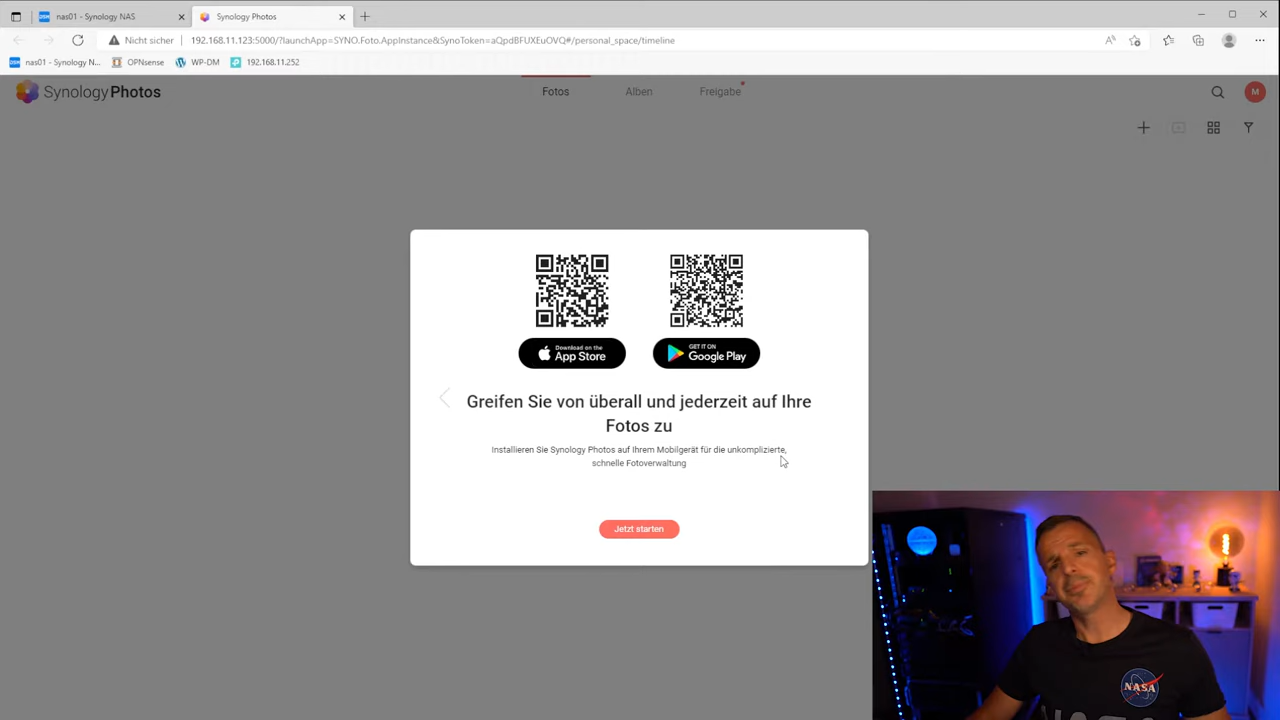 nas01 - Synology NAS
Synology Photos
Nicht sicher
192.168.11.123:5000/?launchApp=SYNO.Foto.AppInstance&SynoToken=aQpdBFUXEuOVQ#/personal_space/timeline
nas01 - Synology N...
OPNsense
WP-DM
192.168.11.252
Synology Photos
Fotos
Alben
Freigabe
M
Download on the
App Store
GET IT ON
Google Play
Greifen Sie von überall und jederzeit auf Ihre
Fotos zu
Installieren Sie Synology Photos auf Ihrem Mobilgerät für die unkomplizierte,
schnelle Fotoverwaltung
Jetzt starten
NASA